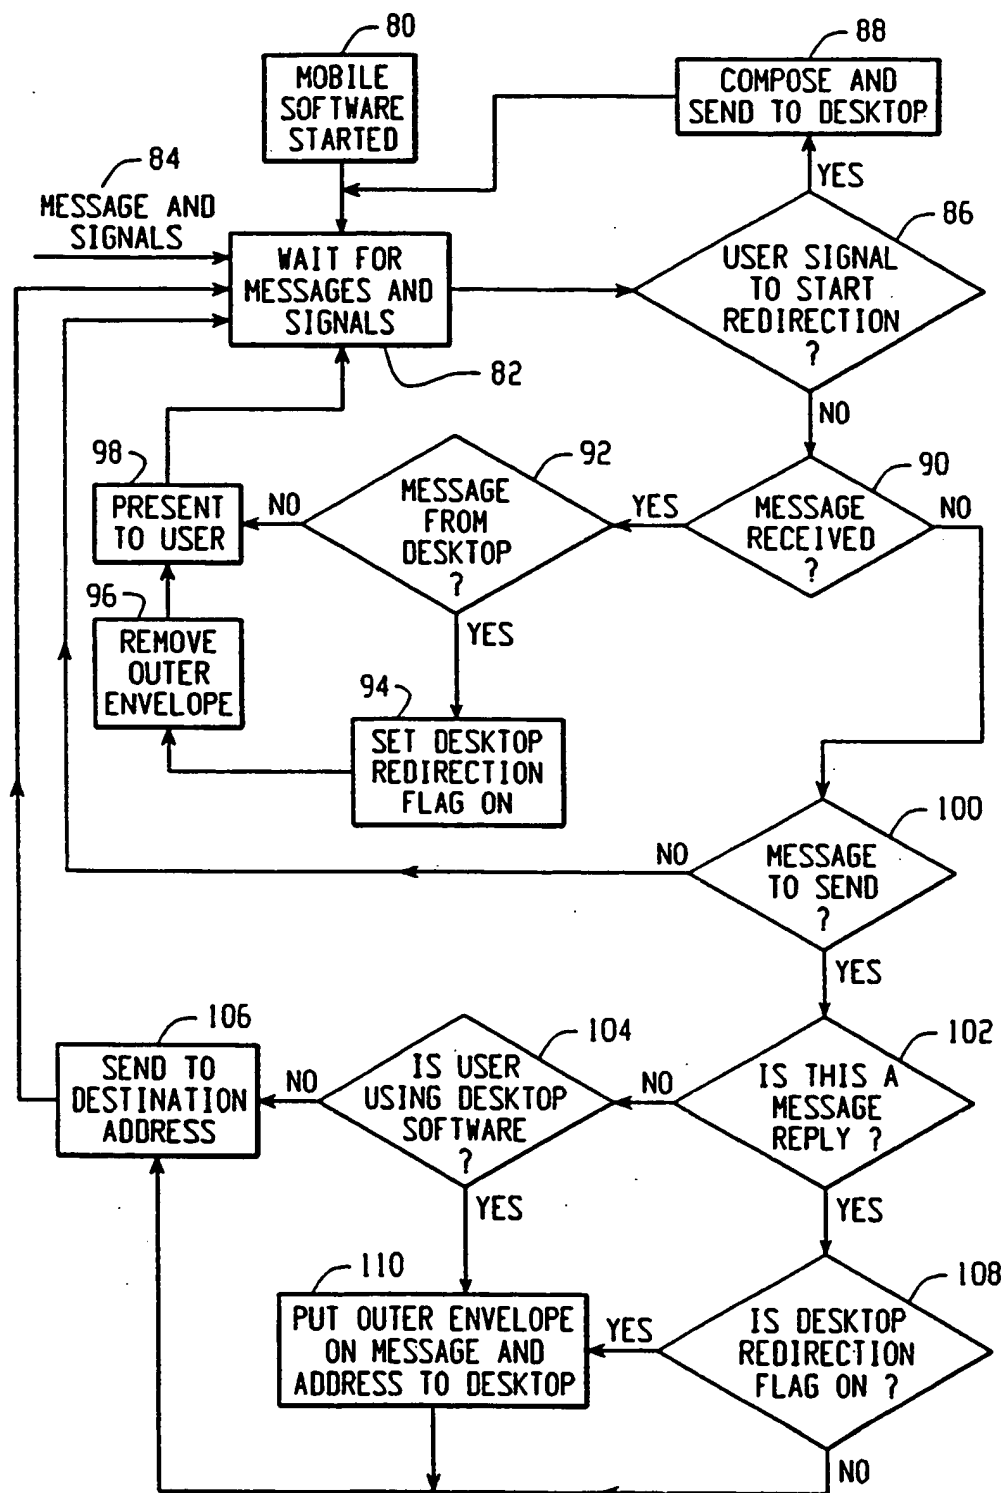 80
MOBILE
SOFTWARE
STARTED
88
COMPOSE AND
SEND TO DESKTOP
YES
84
MESSAGE AND
SIGNALS
WAIT FOR
MESSAGES AND
SIGNALS
82
86
USER SIGNAL
TO START
REDIRECTION
?
NO
98
PRESENT
TO USER
NO
92
MESSAGE
FROM
DESKTOP
?
YES
90
MESSAGE
RECEIVED
?
NO
YES
96
REMOVE
OUTER
ENVELOPE
94
SET DESKTOP
REDIRECTION
FLAG ON
100
NO
MESSAGE
TO SEND
?
YES
106
SEND TO
DESTINATION
ADDRESS
NO
104
IS USER
USING DESKTOP
SOFTWARE
?
NO
102
IS THIS A
MESSAGE
REPLY ?
YES
YES
110
PUT OUTER ENVELOPE
ON MESSAGE AND
ADDRESS TO DESKTOP
YES
108
IS DESKTOP
REDIRECTION
FLAG ON ?
NO